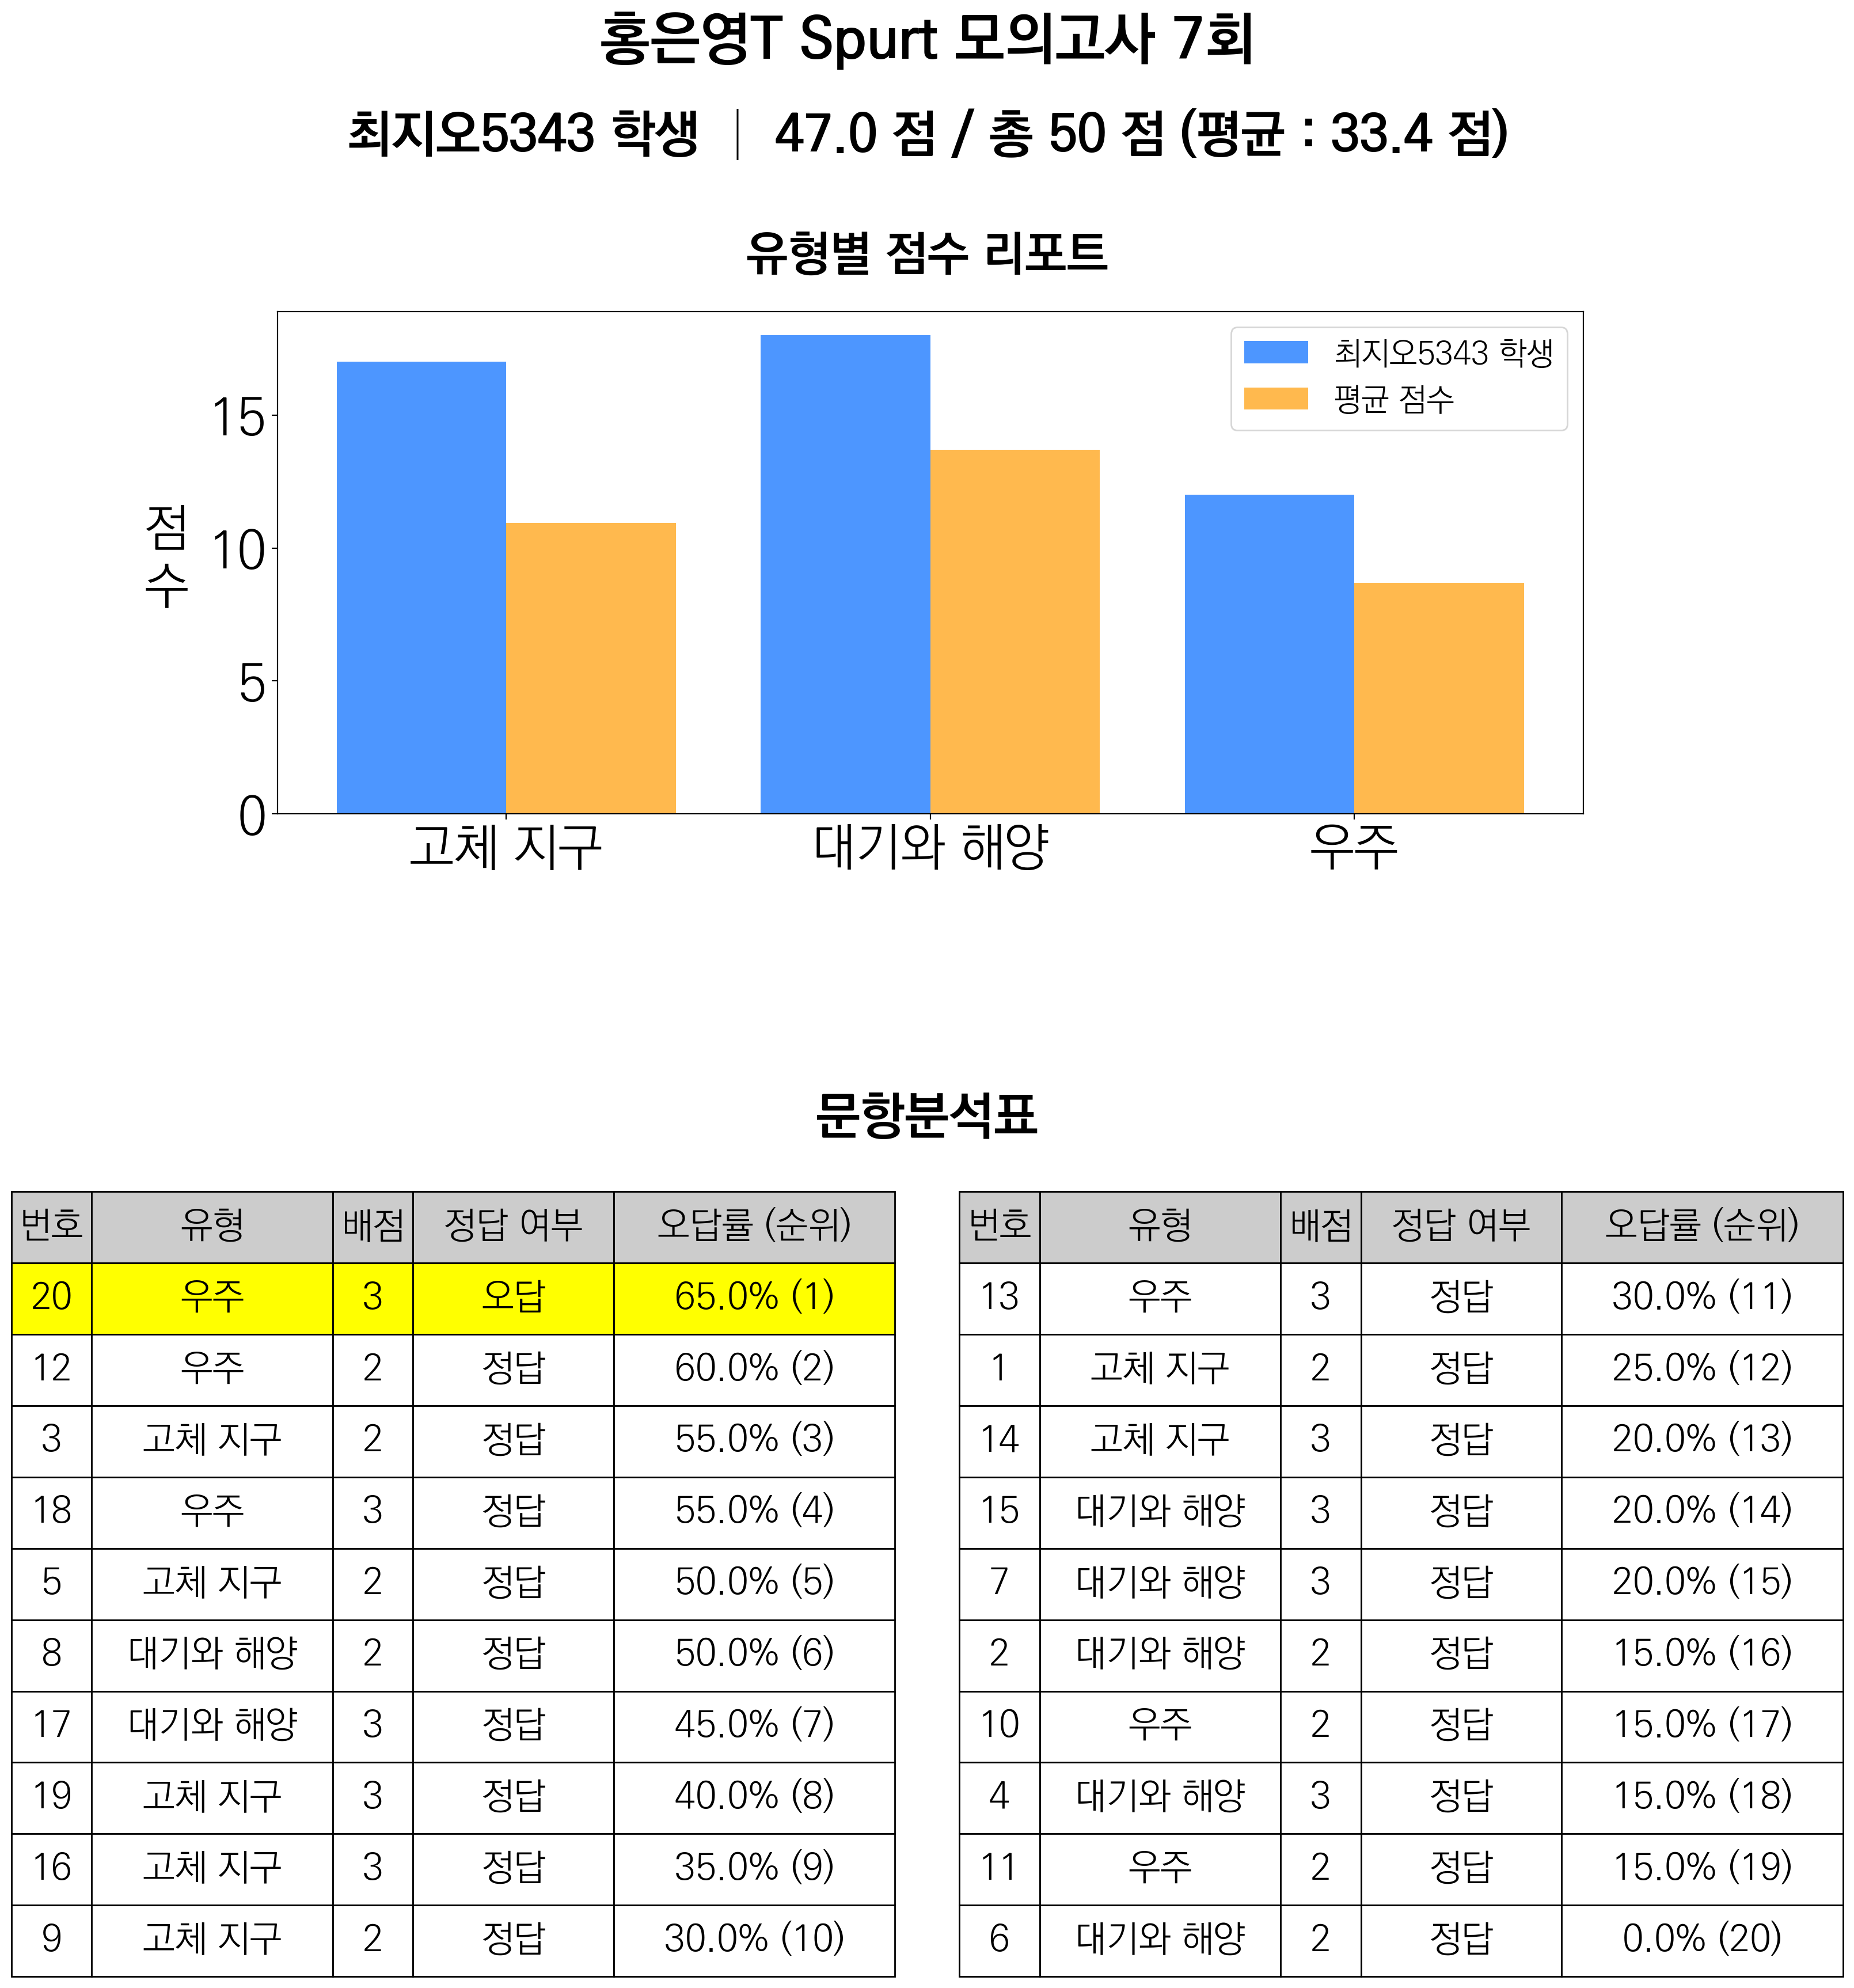 홍은영T Spurt 모의고사 7회
최지오5343 학생 | 47.0 점 / 총 50 점 (평균 : 33.4 점)
유형별 점수 리포트
최지오5343 학생
평균 점수
점수
15
10
5
0
고체 지구 대기와 해양 우주
문항분석표
번호 유형 배점 정답 여부 오답률 (순위)
20 우주 3 오답 65.0% (1)
12 우주 2 정답 60.0% (2)
3 고체 지구 2 정답 55.0% (3)
18 우주 3 정답 55.0% (4)
5 고체 지구 2 정답 50.0% (5)
8 대기와 해양 2 정답 50.0% (6)
17 대기와 해양 3 정답 45.0% (7)
19 고체 지구 3 정답 40.0% (8)
16 고체 지구 3 정답 35.0% (9)
9 고체 지구 2 정답 30.0% (10)
번호 유형 배점 정답 여부 오답률 (순위)
13 우주 3 정답 30.0% (11)
1 고체 지구 2 정답 25.0% (12)
14 고체 지구 3 정답 20.0% (13)
15 대기와 해양 3 정답 20.0% (14)
7 대기와 해양 3 정답 20.0% (15)
2 대기와 해양 2 정답 15.0% (16)
10 우주 2 정답 15.0% (17)
4 대기와 해양 3 정답 15.0% (18)
11 우주 2 정답 15.0% (19)
6 대기와 해양 2 정답 0.0% (20)